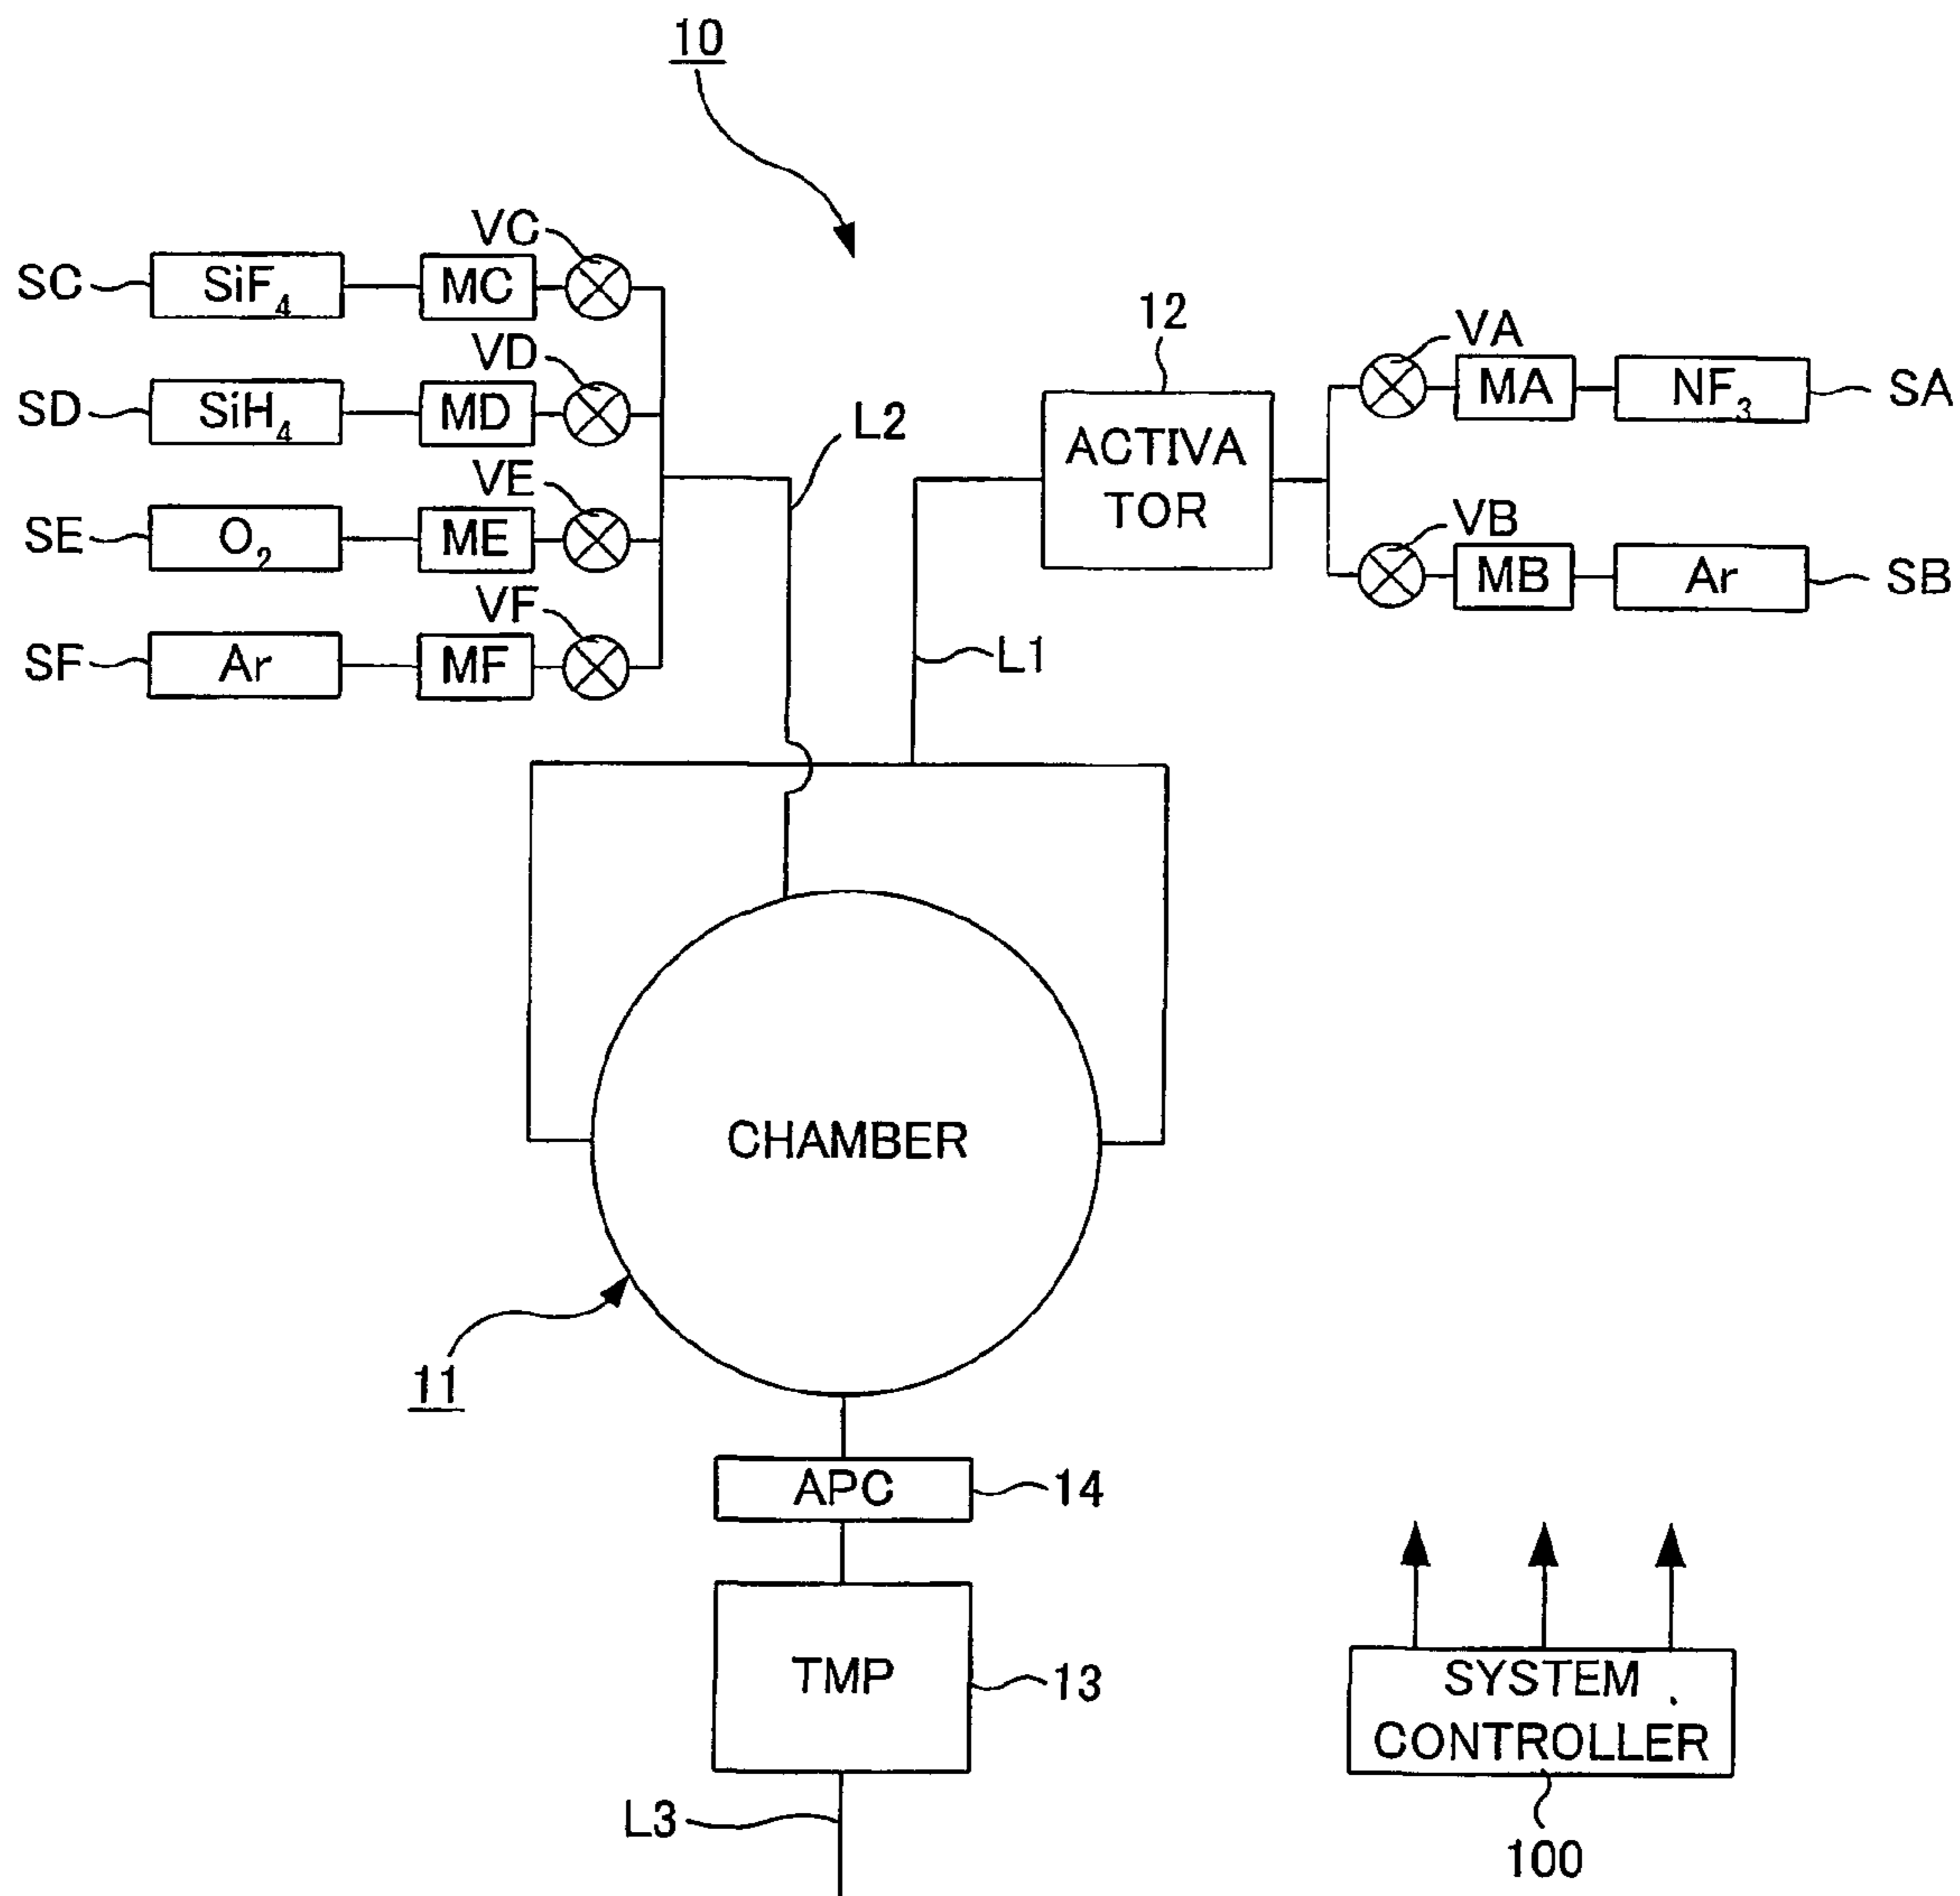 10
VC
SC SiF4 MC
VD
SD SiH4 MD
VE
SE O2 ME
VF
SF Ar MF
L2
12
ACTIVA
TOR
VA
MA NF3 SA
VB
MB Ar SB
L1
CHAMBER
11
APC 14
TMP 13
L3
SYSTEM
CONTROLLER
100